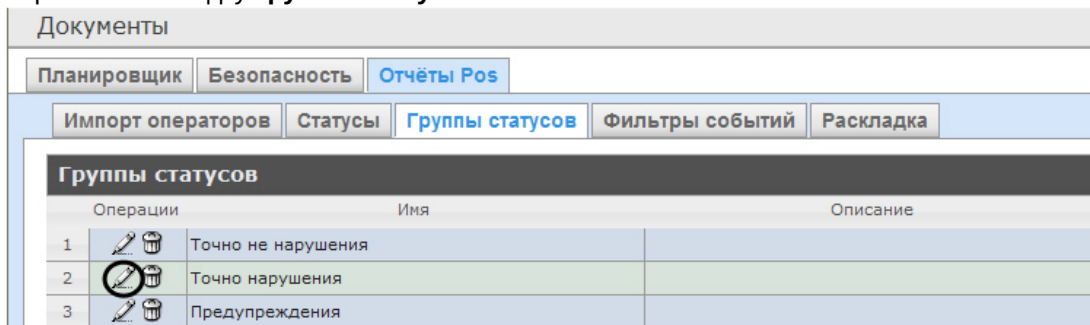 Документы
Планировщик Безопасность Отчёты Pos
Импорт операторов Статусы Группы статусов Фильтры событий Раскладка
Группы статусов
Операции Имя Описание
1 Точно не нарушения
2 Точно нарушения
3 Предупреждения